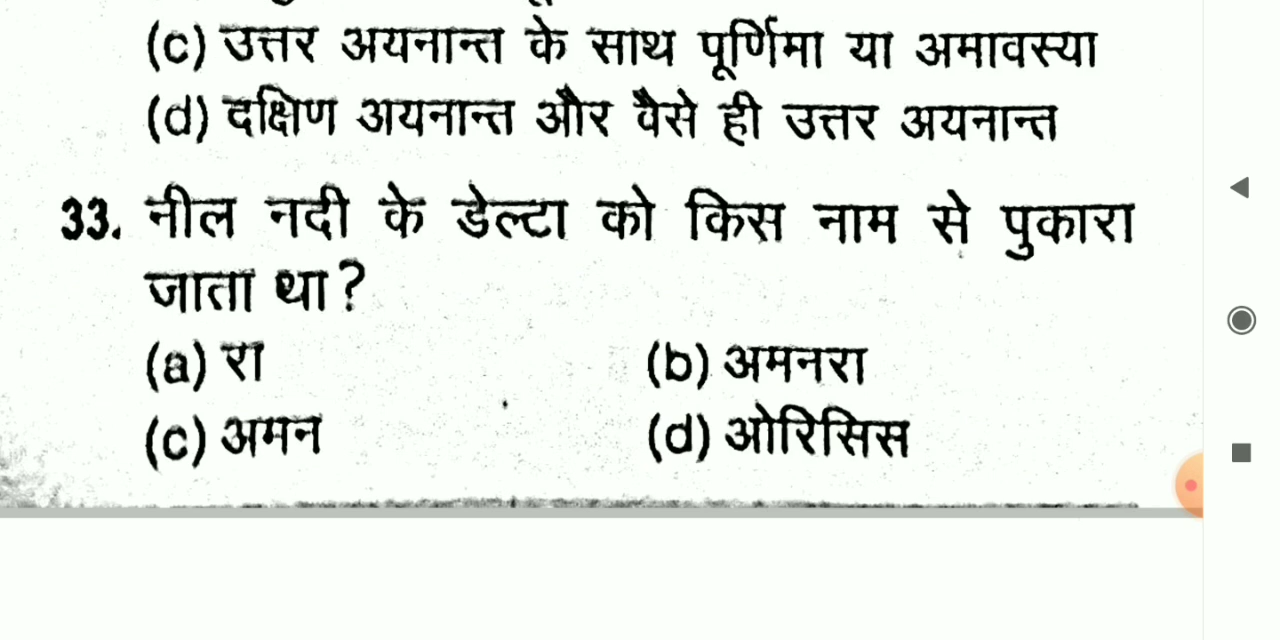 (c) उत्तर अयनान्त के साथ पूर्णिमा या अमावस्या
(d) दक्षिण अयनान्त और वैसे ही उत्तर अयनान्त
33. नील नदी के डेल्टा को किस नाम से पुकारा
जाता था?
(a) रा (b) अमनरा
(c) अमन (d) ओरिसिस